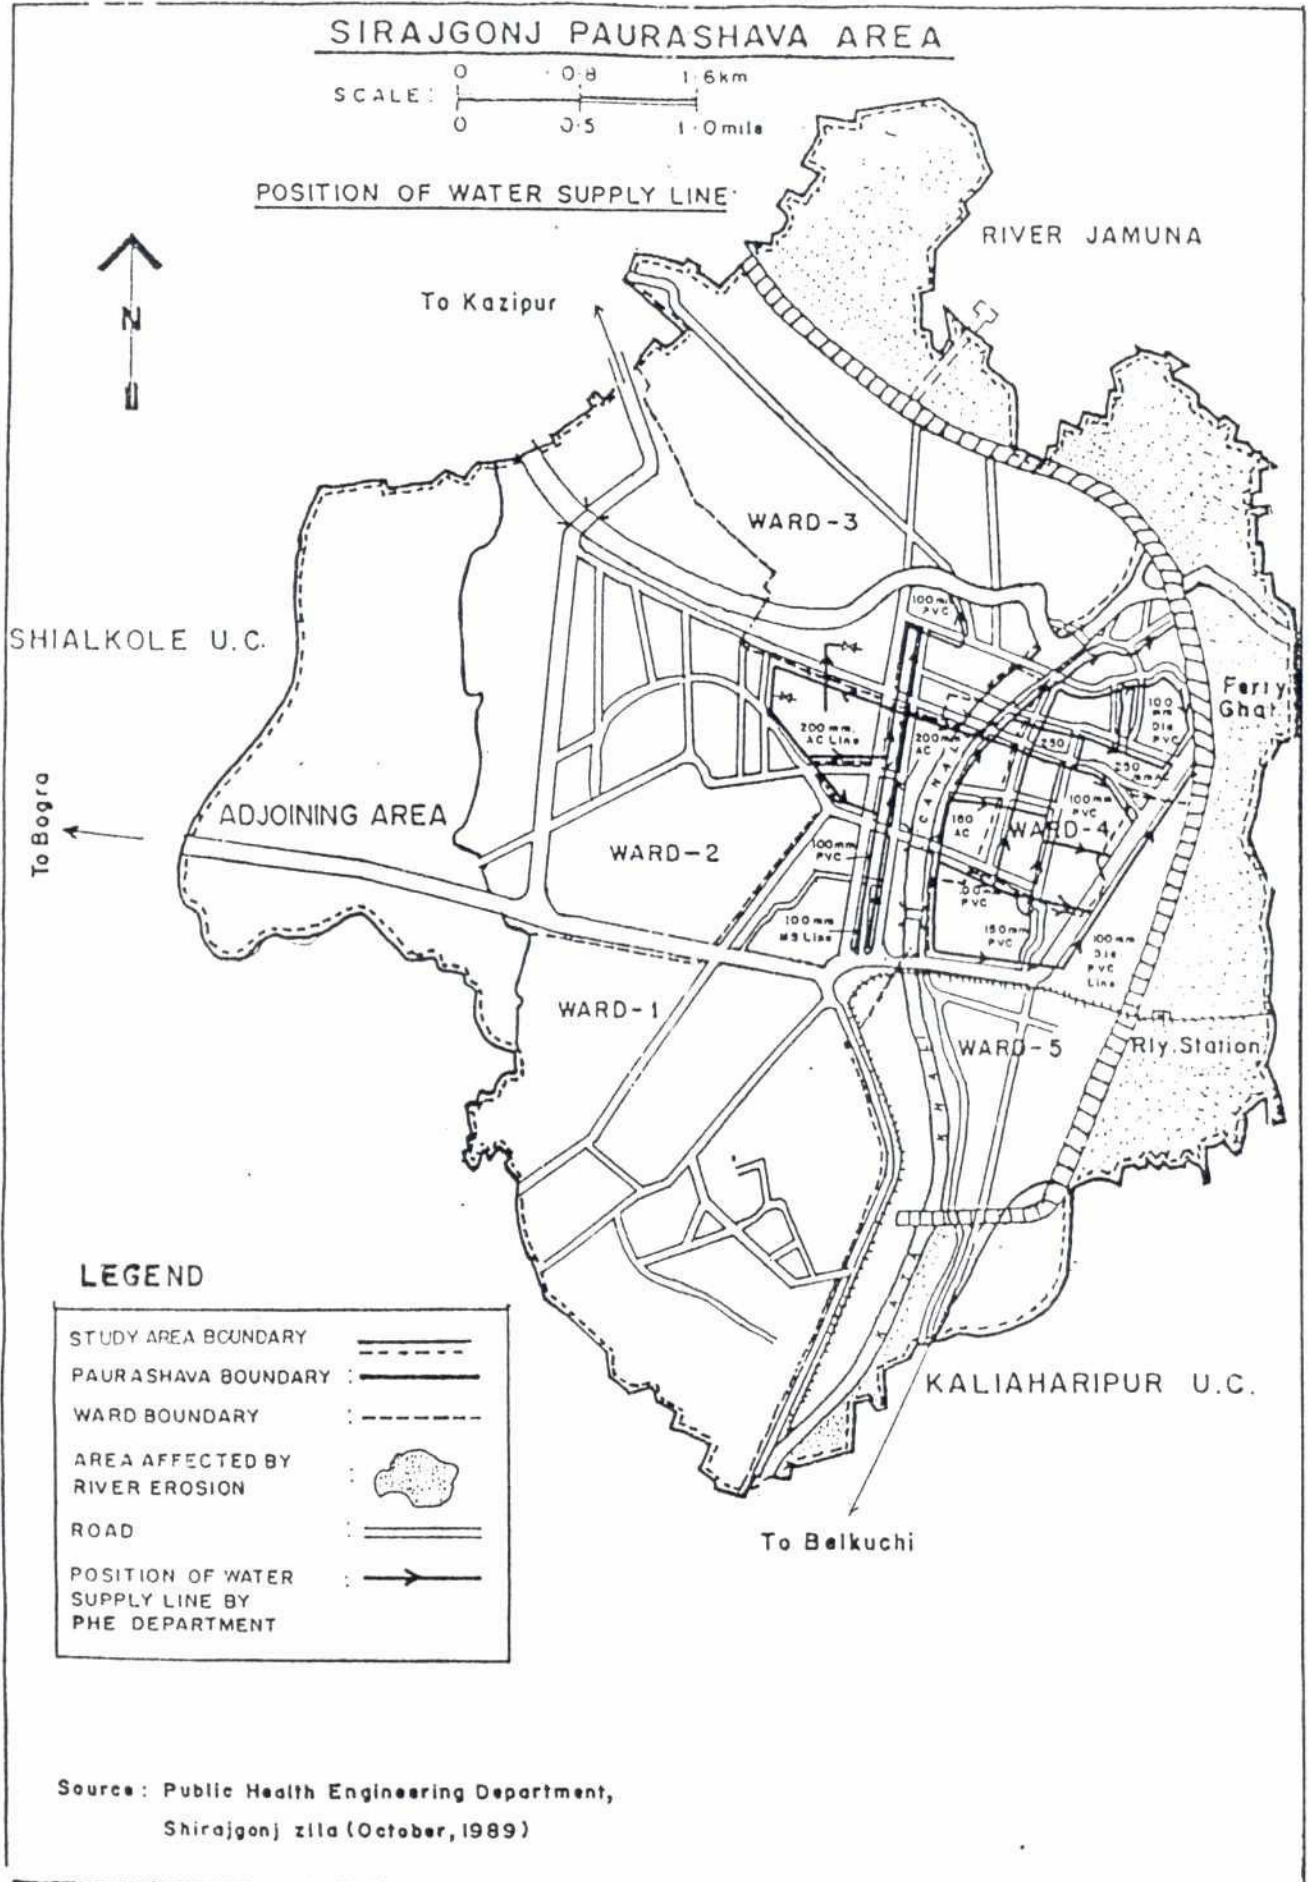 SIRAJGONJ PAURASHAVA AREA
0 0·8 1·6km
SCALE:
0 0·5 1·0mile
POSITION OF WATER SUPPLY LINE
RIVER JAMUNA
To Kazipur
N
WARD-3
100m
PVC
SHIALKOLE U.C.
Ferry
Ghat
200mm
AC Line
200mm
AC
250
100
mm
Dia
PVC
250
mm AC
CANAL
To Bogra
ADJOINING AREA
WARD-2
100mm
PVC
WARD-4
100mm
PVC
AC
PVC
100mm
MS Line
150mm
PVC
100mm
Dia
PVC
Line
WARD-1
WARD-5
Rly. Station
KHALI
KATA
KALIAHARIPUR U.C.
To Belkuchi
LEGEND
STUDY AREA BOUNDARY
PAURASHAVA BOUNDARY :
WARD BOUNDARY :
AREA AFFECTED BY :
RIVER EROSION
ROAD :
POSITION OF WATER :
SUPPLY LINE BY
PHE DEPARTMENT
Source: Public Health Engineering Department,
Shirajgonj zila (October, 1989)